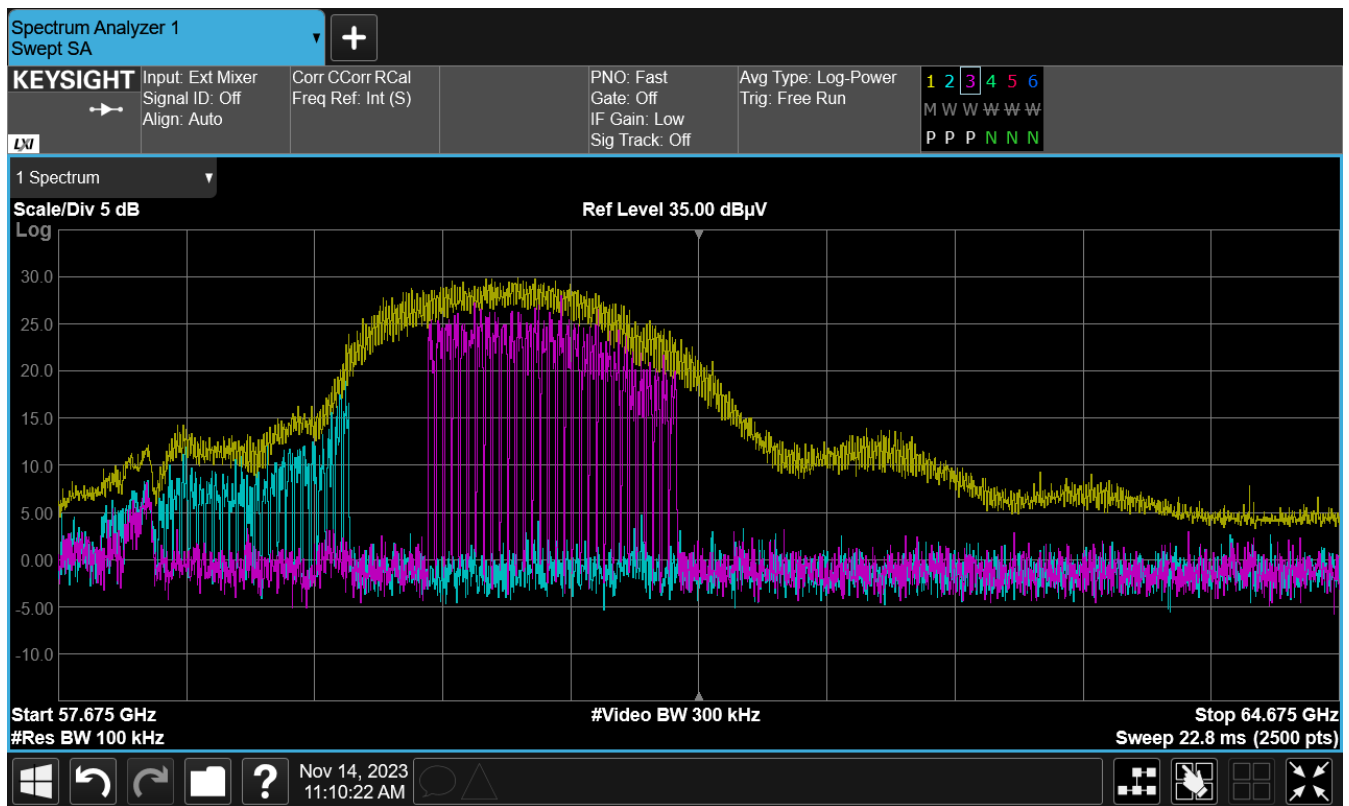 Spectrum Analyzer 1
Swept SA
KEYSIGHT
LXI
Input: Ext Mixer
Signal ID: Off
Align: Auto
Corr CCorr RCal
Freq Ref: Int (S)
PNO: Fast
Gate: Off
IF Gain: Low
Sig Track: Off
Avg Type: Log-Power
Trig: Free Run
1 2 3 4 5 6
M W W W W W
P P P N N N
1 Spectrum
Scale/Div 5 dB
Ref Level 35.00 dBµV
Log
30.0
25.0
20.0
15.0
10.0
5.00
0.00
-5.00
-10.0
Start 57.675 GHz
#Video BW 300 kHz
Stop 64.675 GHz
#Res BW 100 kHz
Sweep 22.8 ms (2500 pts)
?
Nov 14, 2023
11:10:22 AM